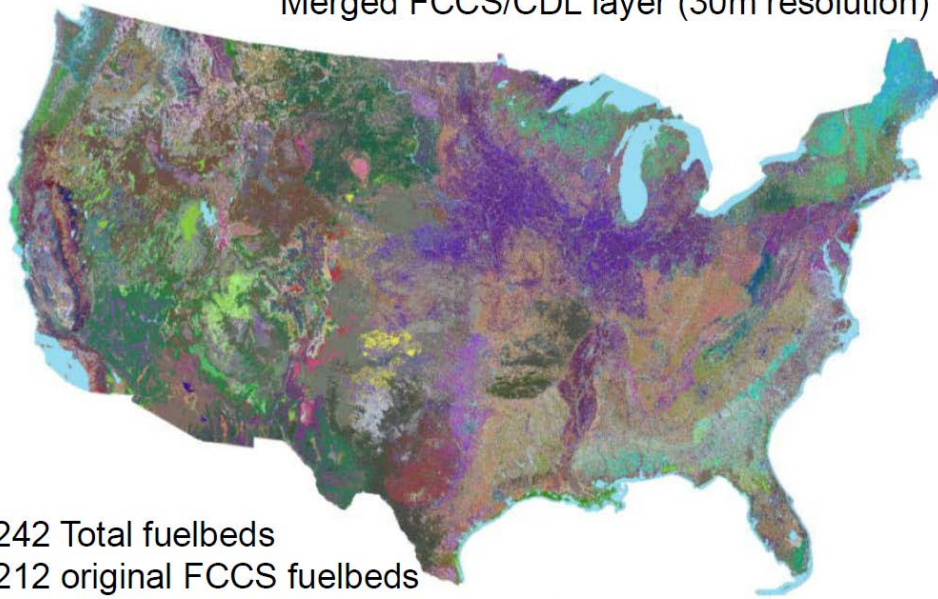 Merged FCCS/CDL layer (30m resolution)
242 Total fuelbeds
212 original FCCS fuelbeds